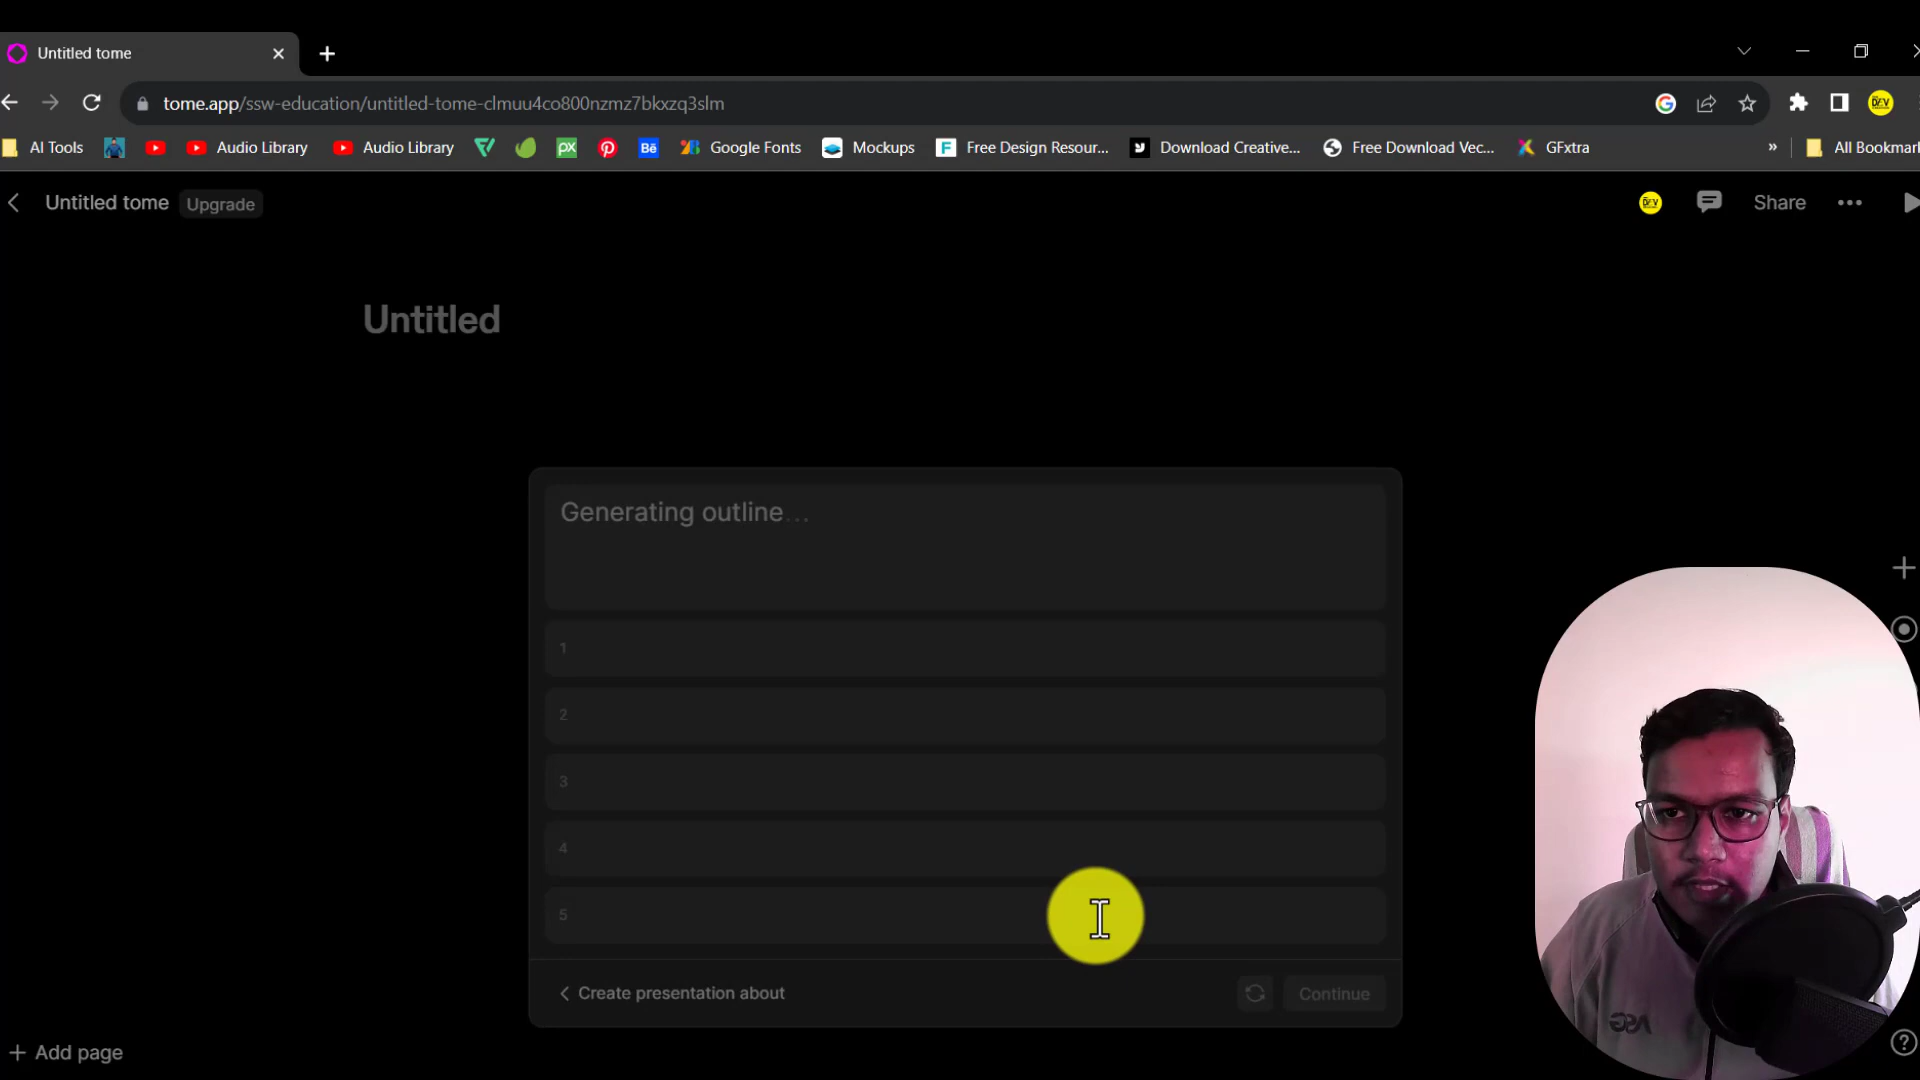 Untitled tome
tome.app/ssw-education/untitled-tome-clmuu4co800nzmz7bkxzq3slm
AI Tools
Audio Library
Audio Library
px
Bē
Google Fonts
Mockups
F
Free Design Resour...
Download Creative...
Free Download Vec...
GFxtra
»
All Bookmar
Untitled tome
Upgrade
Share
Untitled
Generating outline...
1
2
3
4
5
Create presentation about
Continue
+ Add page